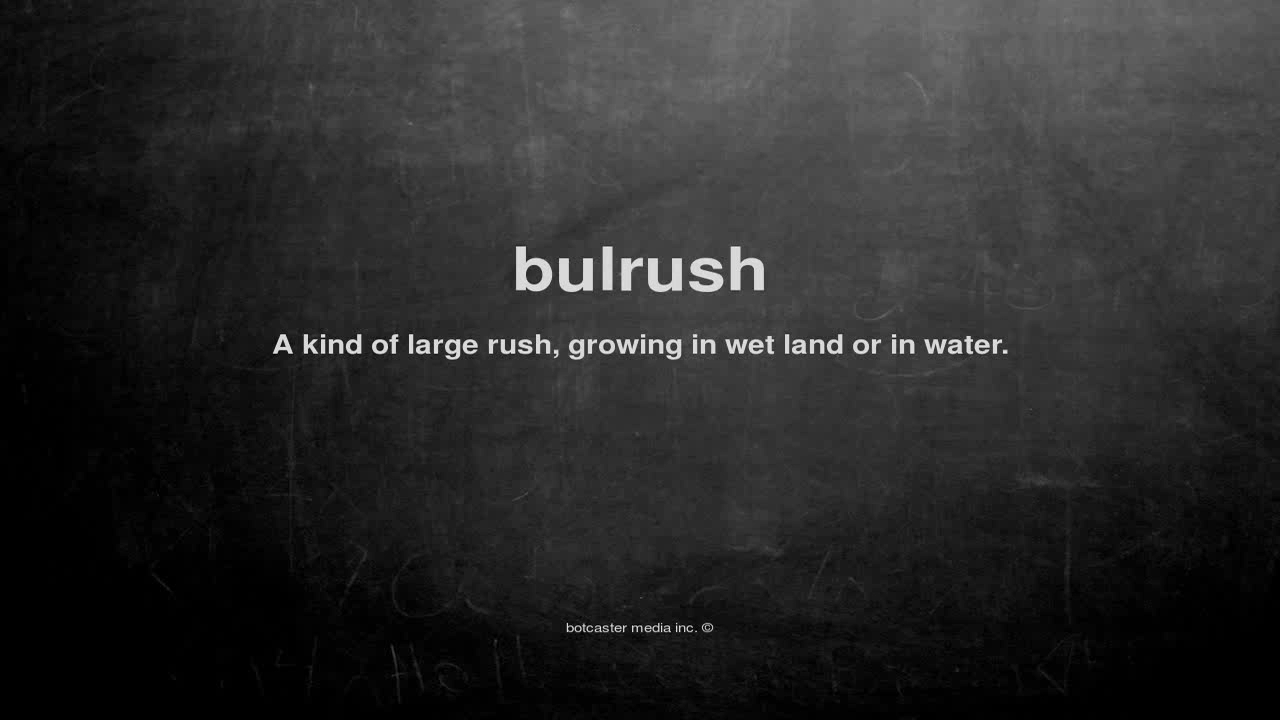 bulrush
A kind of large rush, growing in wet land or in water.
botcaster media inc. ©